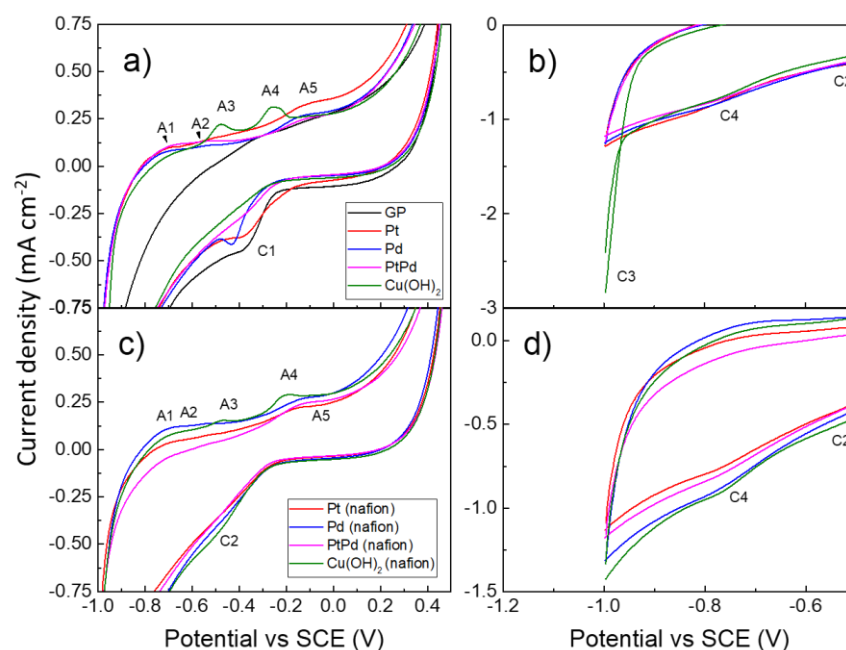 Current density (mA cm⁻²)
a)
0.75
0.50
0.25
0.00
-0.25
-0.50
-0.75
A1
A2
A3
A4
A5
C1
GP
Pt
Pd
PtPd
Cu(OH)₂
b)
0
-1
-2
-3
C2
C4
C3
c)
0.50
0.25
0.00
-0.25
-0.50
-0.75
A1
A2
A3
A4
A5
C2
Pt (nafion)
Pd (nafion)
PtPd (nafion)
Cu(OH)₂ (nafion)
-1.0 -0.8 -0.6 -0.4 -0.2 0.0 0.2 0.4
Potential vs SCE (V)
d)
0.0
-0.5
-1.0
-1.5
C2
C4
-1.2 -1.0 -0.8 -0.6
Potential vs SCE (V)